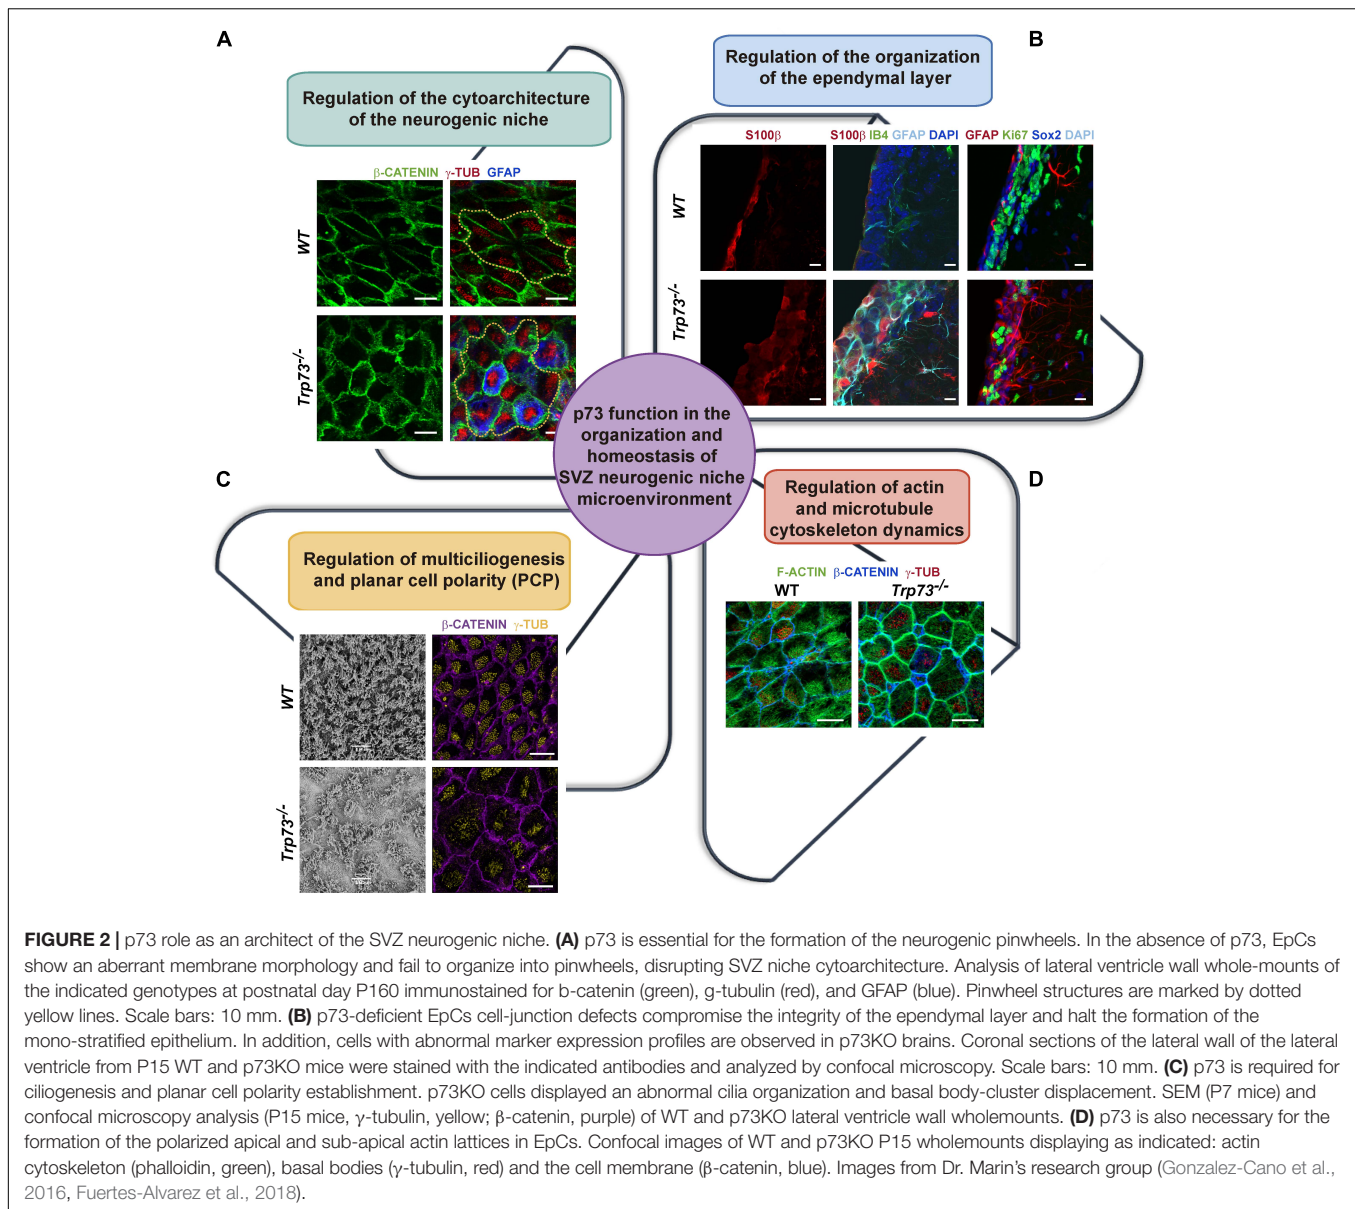 A
Regulation of the cytoarchitecture
of the neurogenic niche
β-CATENIN γ-TUB GFAP
WT
Trp73-/-
B
Regulation of the organization
of the ependymal layer
S100β
S100β IB4 GFAP DAPI
GFAP Ki67 Sox2 DAPI
WT
Trp73-/-
p73 function in the
organization and
homeostasis of
SVZ neurogenic niche
microenvironment
C
Regulation of multiciliogenesis
and planar cell polarity (PCP)
β-CATENIN γ-TUB
WT
Trp73-/-
D
Regulation of actin
and microtubule
cytoskeleton dynamics
F-ACTIN β-CATENIN γ-TUB
WT
Trp73-/-
FIGURE 2 | p73 role as an architect of the SVZ neurogenic niche. (A) p73 is essential for the formation of the neurogenic pinwheels. In the absence of p73, EpCs
show an aberrant membrane morphology and fail to organize into pinwheels, disrupting SVZ niche cytoarchitecture. Analysis of lateral ventricle wall whole-mounts of
the indicated genotypes at postnatal day P160 immunostained for b-catenin (green), g-tubulin (red), and GFAP (blue). Pinwheel structures are marked by dotted
yellow lines. Scale bars: 10 mm. (B) p73-deficient EpCs cell-junction defects compromise the integrity of the ependymal layer and halt the formation of the
mono-stratified epithelium. In addition, cells with abnormal marker expression profiles are observed in p73KO brains. Coronal sections of the lateral wall of the lateral
ventricle from P15 WT and p73KO mice were stained with the indicated antibodies and analyzed by confocal microscopy. Scale bars: 10 mm. (C) p73 is required for
ciliogenesis and planar cell polarity establishment. p73KO cells displayed an abnormal cilia organization and basal body-cluster displacement. SEM (P7 mice) and
confocal microscopy analysis (P15 mice, γ-tubulin, yellow; β-catenin, purple) of WT and p73KO lateral ventricle wall wholemounts. (D) p73 is also necessary for the
formation of the polarized apical and sub-apical actin lattices in EpCs. Confocal images of WT and p73KO P15 wholemounts displaying as indicated: actin
cytoskeleton (phalloidin, green), basal bodies (γ-tubulin, red) and the cell membrane (β-catenin, blue). Images from Dr. Marin's research group (Gonzalez-Cano et al.,
2016, Fuertes-Alvarez et al., 2018).